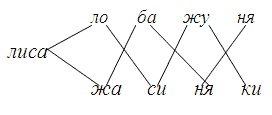 ло ба жу ня
лиса
жа си ня ки